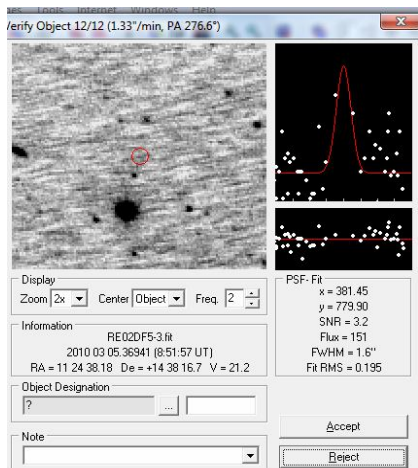 /erify Object 12/12 (1.33"/min, PA 276.6°)
Display
Zoom 2x Center Object Freq. 2
Information
RE02DF5-3.fit
2010 03 05.36941 (8:51:57 UT)
RA = 11 24 38.18 De = +14 38 16.7 V = 21.2
Object Designation
? ...
Note
PSF- Fit
x = 381.45
y = 779.90
SNR = 3.2
Flux = 151
FWHM = 1.6"
Fit RMS = 0.195
Accept
Reject